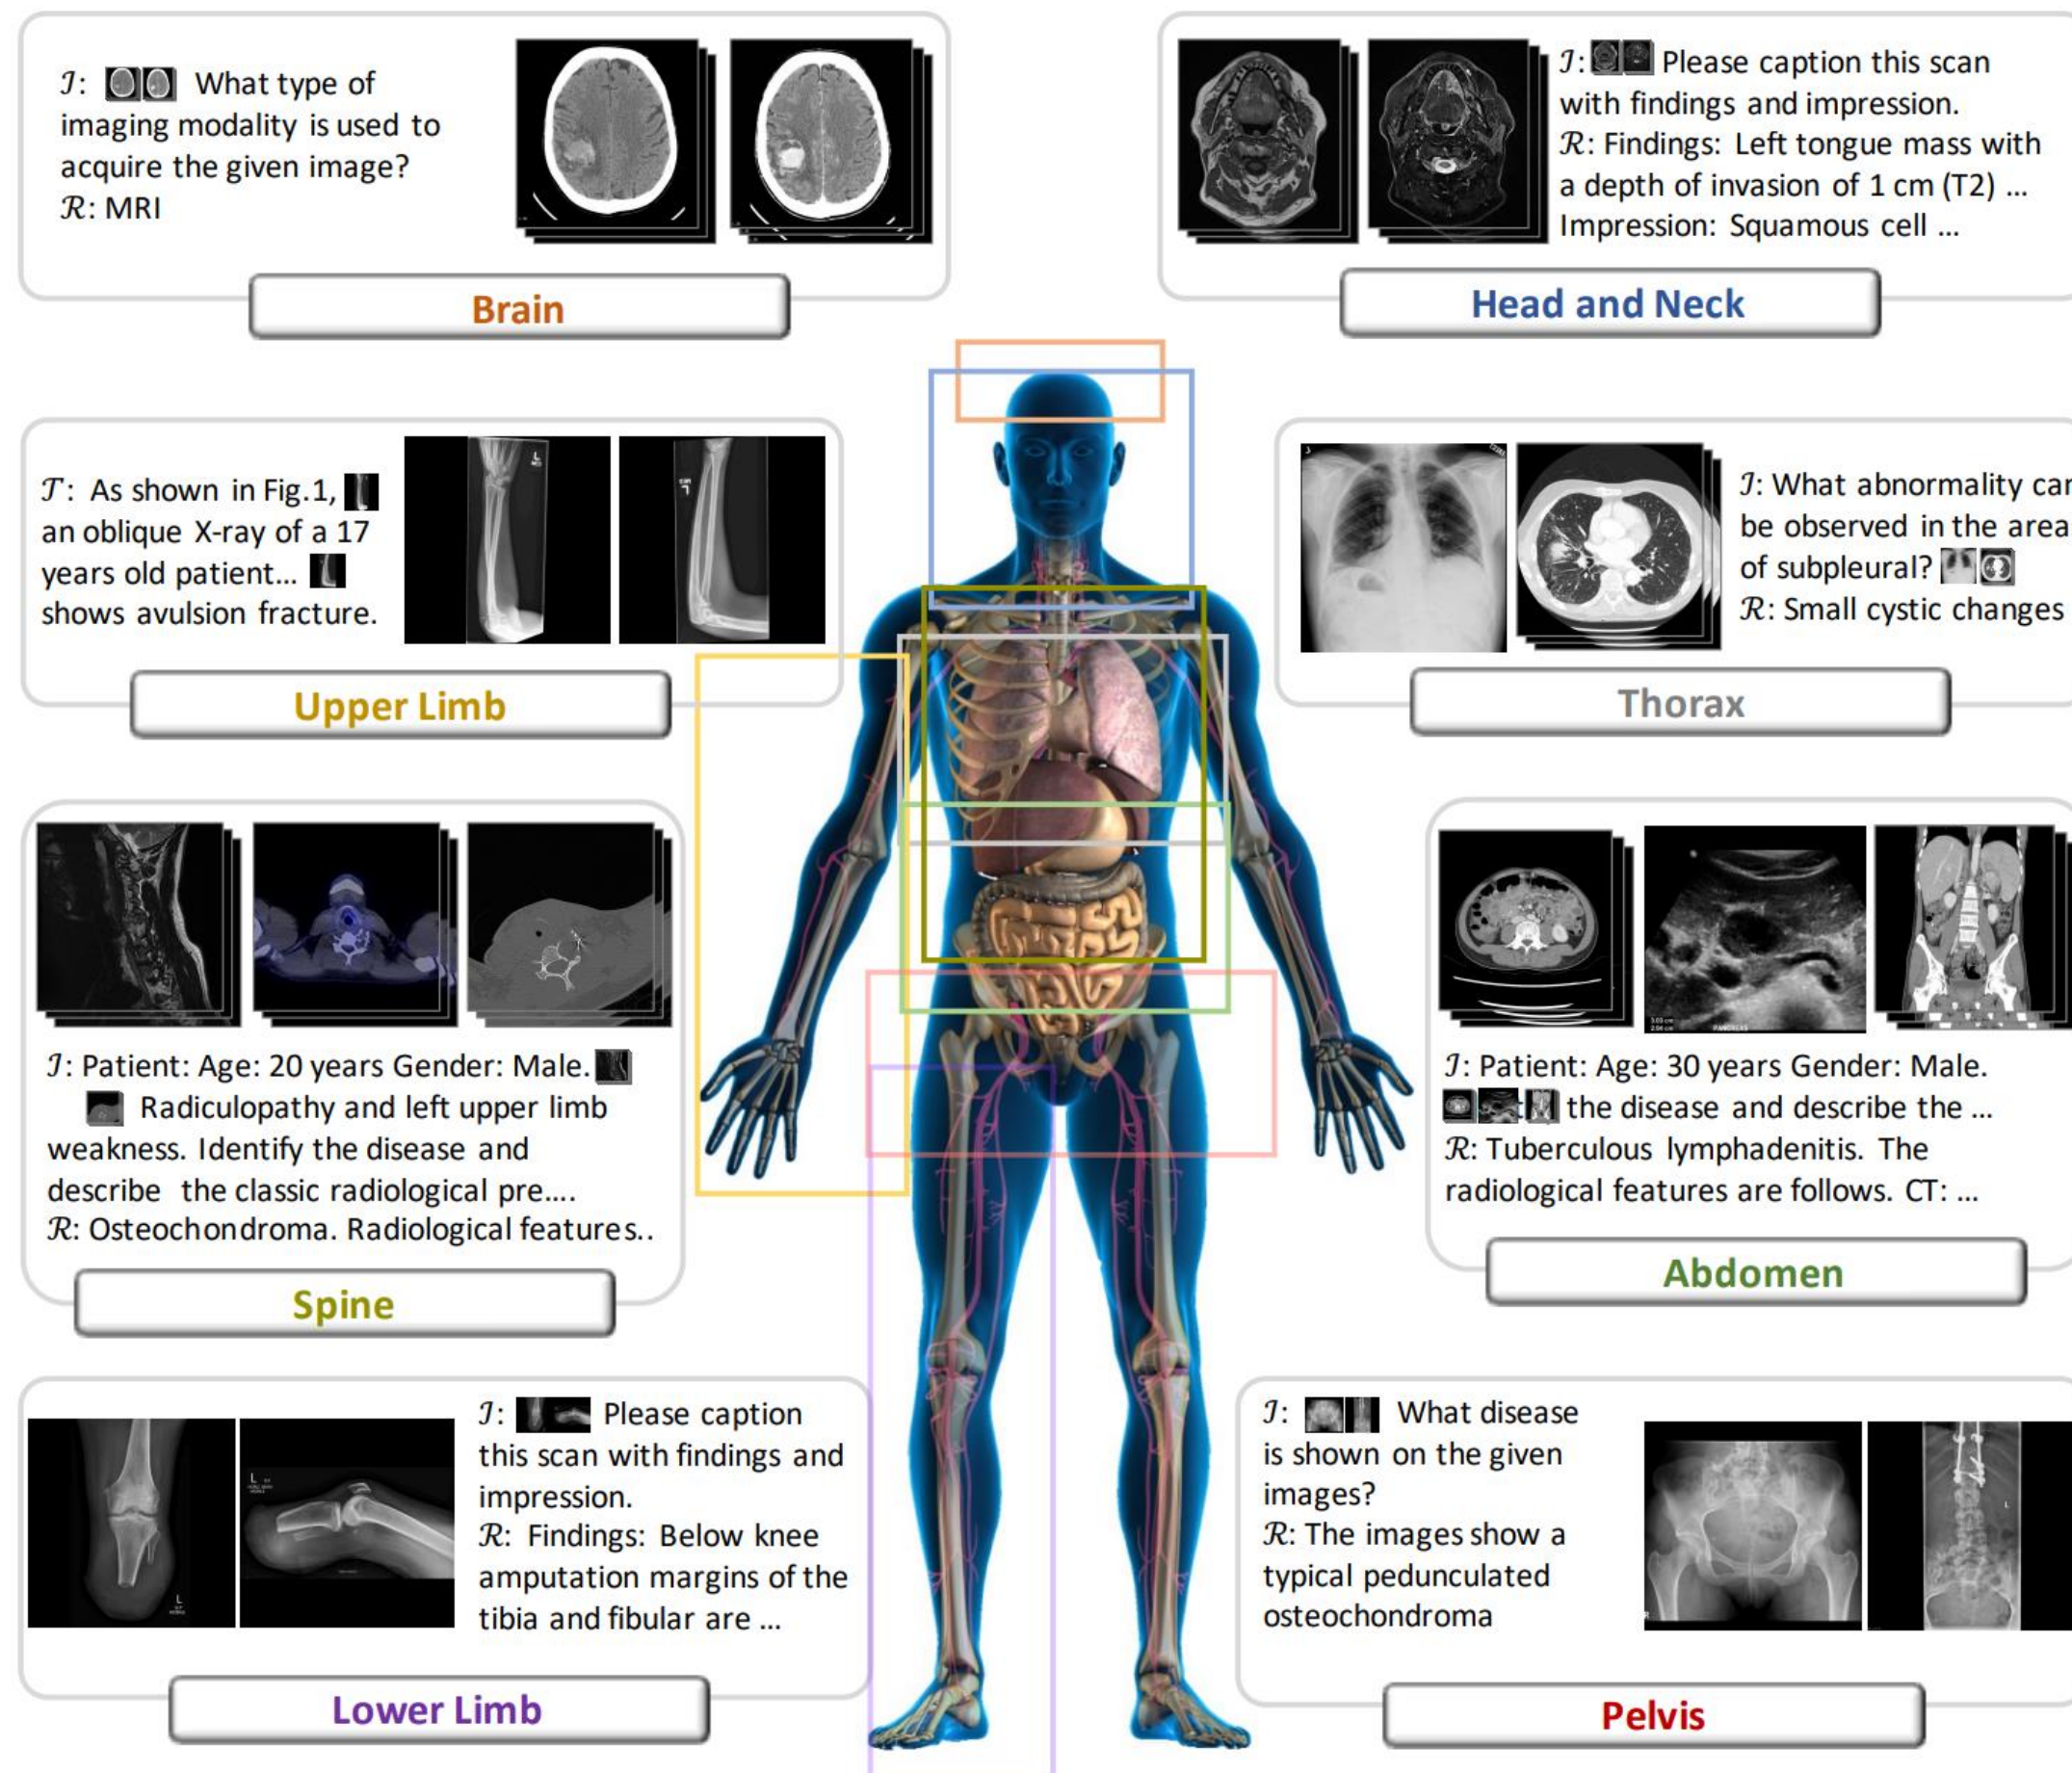 ℐ: What type of
imaging modality is used to
acquire the given image?
ℛ: MRI
Brain
ℐ: Please caption this scan
with findings and impression.
ℛ: Findings: Left tongue mass with
a depth of invasion of 1 cm (T2) ...
Impression: Squamous cell ...
Head and Neck
𝒯: As shown in Fig.1,
an oblique X-ray of a 17
years old patient...
shows avulsion fracture.
L
Upper Limb
ℐ: What abnormality can
be observed in the area
of subpleural?
ℛ: Small cystic changes
Thorax
ℐ: Patient: Age: 20 years Gender: Male.
Radiculopathy and left upper limb
weakness. Identify the disease and
describe the classic radiological pre....
ℛ: Osteochondroma. Radiological features..
Spine
PANCREAS
ℐ: Patient: Age: 30 years Gender: Male.
the disease and describe the ...
ℛ: Tuberculous lymphadenitis. The
radiological features are follows. CT: ...
Abdomen
L
L
ℐ: Please caption
this scan with findings and
impression.
ℛ: Findings: Below knee
amputation margins of the
tibia and fibular are ...
Lower Limb
ℐ: What disease
is shown on the given
images?
ℛ: The images show a
typical pedunculated
osteochondroma
R
L
Pelvis